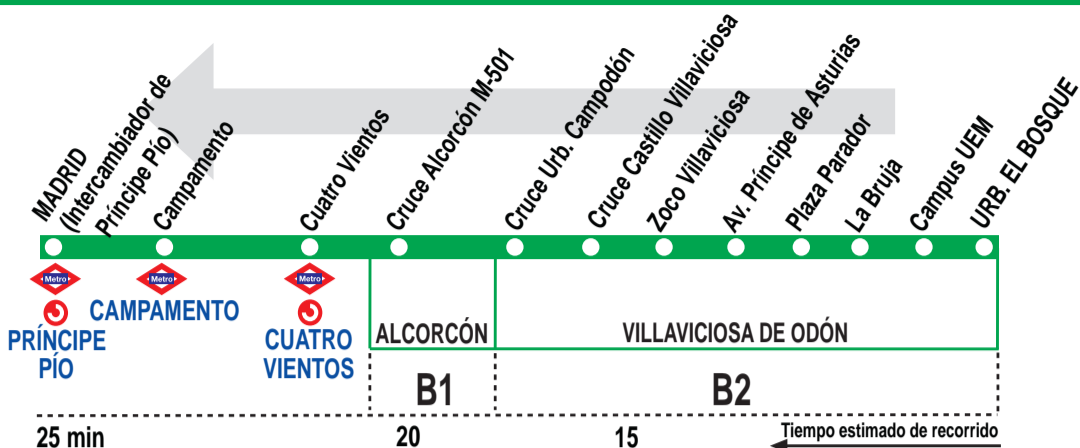 MADRID
(Intercambiador de
Príncipe Pío)
Campamento
Cuatro Vientos
Cruce Alcorcón M-501
Cruce Urb. Campodón
Cruce Castillo Villaviciosa
Zoco Villaviciosa
Av. Príncipe de Asturias
Plaza Parador
La Bruja
Campus UEM
URB. EL BOSQUE
Metro
Metro
Metro
PRÍNCIPE
PÍO
CAMPAMENTO
CUATRO
VIENTOS
ALCORCÓN
VILLAVICIOSA DE ODÓN
B1
B2
25 min
20
15
Tiempo estimado de recorrido